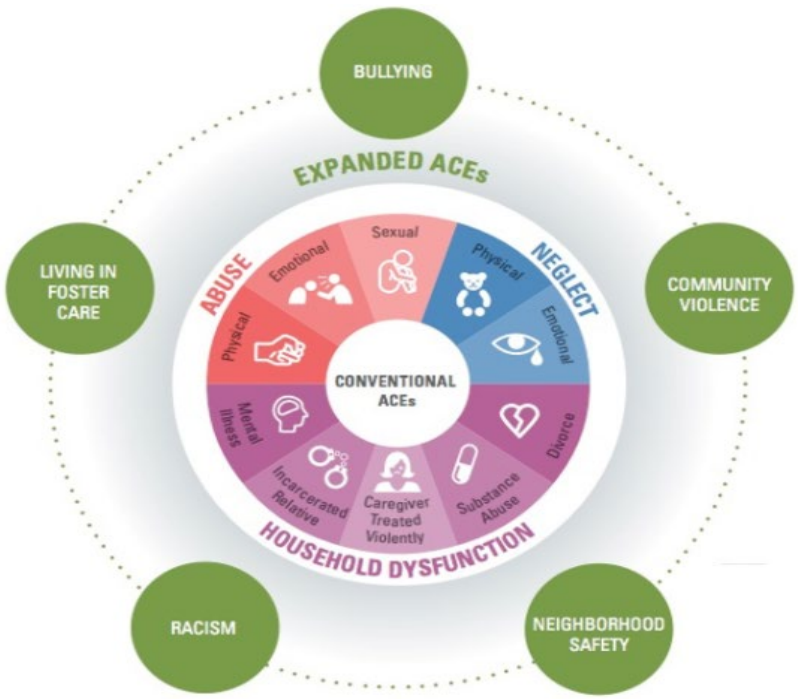 BULLYING
EXPANDED ACEs
LIVING IN
FOSTER
CARE
COMMUNITY
VIOLENCE
ABUSE
NEGLECT
Physical
Emotional
Sexual
Physical
Emotional
CONVENTIONAL
ACEs
Mental
Illness
Incarcerated
Relative
Caregiver
Treated
Violently
Substance
Abuse
Divorce
HOUSEHOLD DYSFUNCTION
RACISM
NEIGHBORHOOD
SAFETY